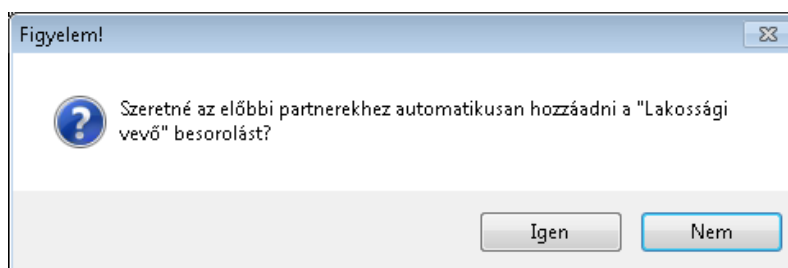 Figyelem!
Szeretné az előbbi partnerekhez automatikusan hozzáadni a "Lakossági
vevő" besorolást?
Igen
Nem